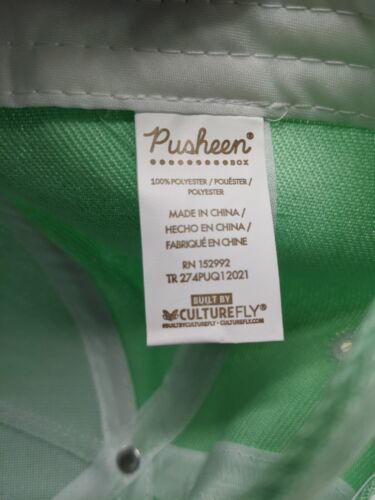 Pusheen®
BOX
100% POLYESTER / POLIÉSTER /
POLYESTER
MADE IN CHINA /
HECHO EN CHINA /
FABRIQUÉ EN CHINE
RN 152992
TR 274PUQ12021
BUILT BY
CULTUREFLY®
#BUILTBYCULTUREFLY · CULTUREFLY.COM